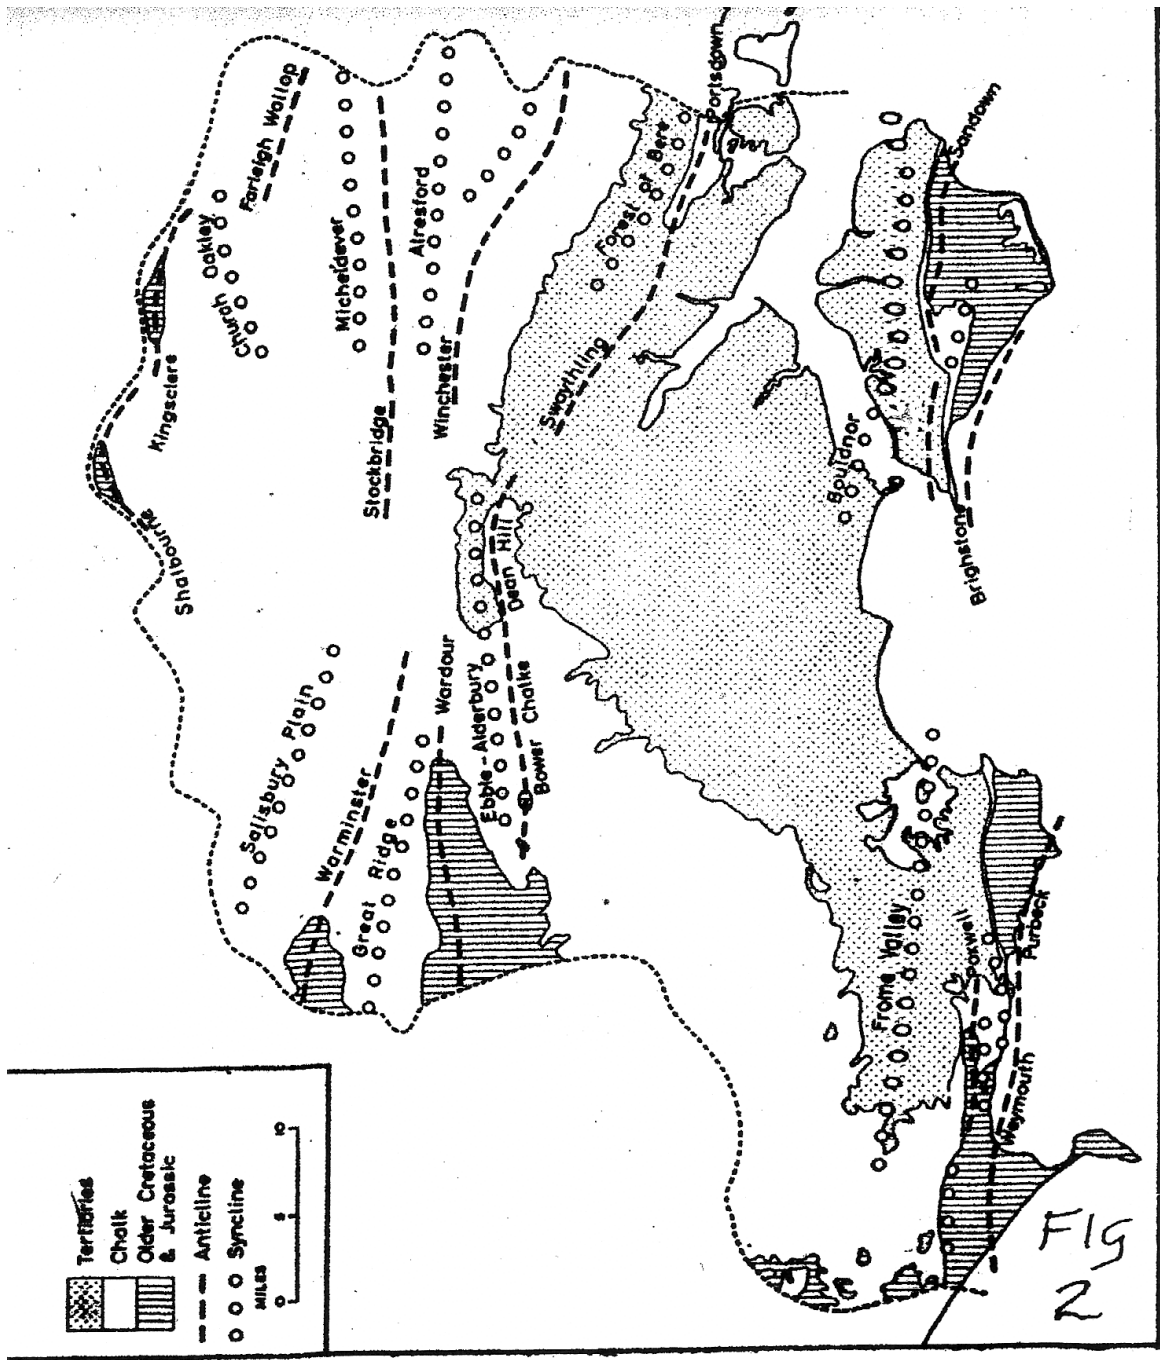 Tertiaries
Chalk
Older Cretaceous
& Jurassic
Anticline
Syncline
MILES
0 5 10
Shalbourne
Kingsclere
Farleigh Wallop
Church Oakley
Micheldever
Stockbridge
Alresford
Winchester
Salisbury Plain
Warminster
Great Ridge
Wardour
Ebble - Alderbury
Bower Chalke
Dean Hill
Forest of Bere
Portsdown
Swaythling
Bouldnor
Sandown
Brighstone
Frome Valley
Poxwell
Purbeck
Weymouth
FIG
2